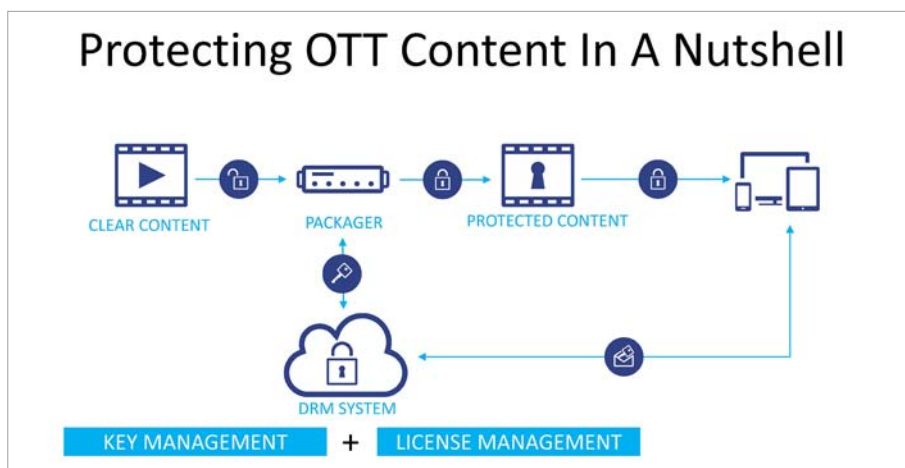 Protecting OTT Content In A Nutshell
CLEAR CONTENT
PACKAGER
PROTECTED CONTENT
DRM SYSTEM
KEY MANAGEMENT + LICENSE MANAGEMENT